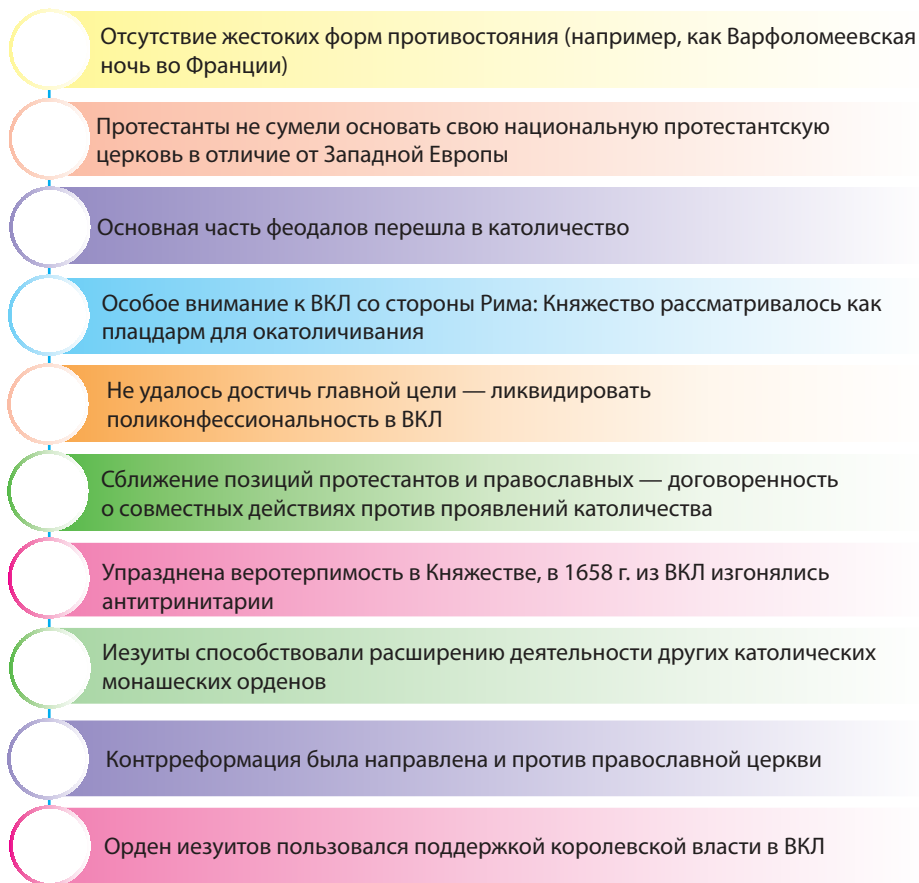 Отсутствие жестоких форм противостояния (например, как Варфоломеевская
ночь во Франции)
Протестанты не сумели основать свою национальную протестантскую
церковь в отличие от Западной Европы
Основная часть феодалов перешла в католичество
Особое внимание к ВКЛ со стороны Рима: Княжество рассматривалось как
плацдарм для окатоличивания
Не удалось достичь главной цели — ликвидировать
поликонфессиональность в ВКЛ
Сближение позиций протестантов и православных — договоренность
о совместных действиях против проявлений католичества
Упразднена веротерпимость в Княжестве, в 1658 г. из ВКЛ изгонялись
антитринитарии
Иезуиты способствовали расширению деятельности других католических
монашеских орденов
Контрреформация была направлена и против православной церкви
Орден иезуитов пользовался поддержкой королевской власти в ВКЛ